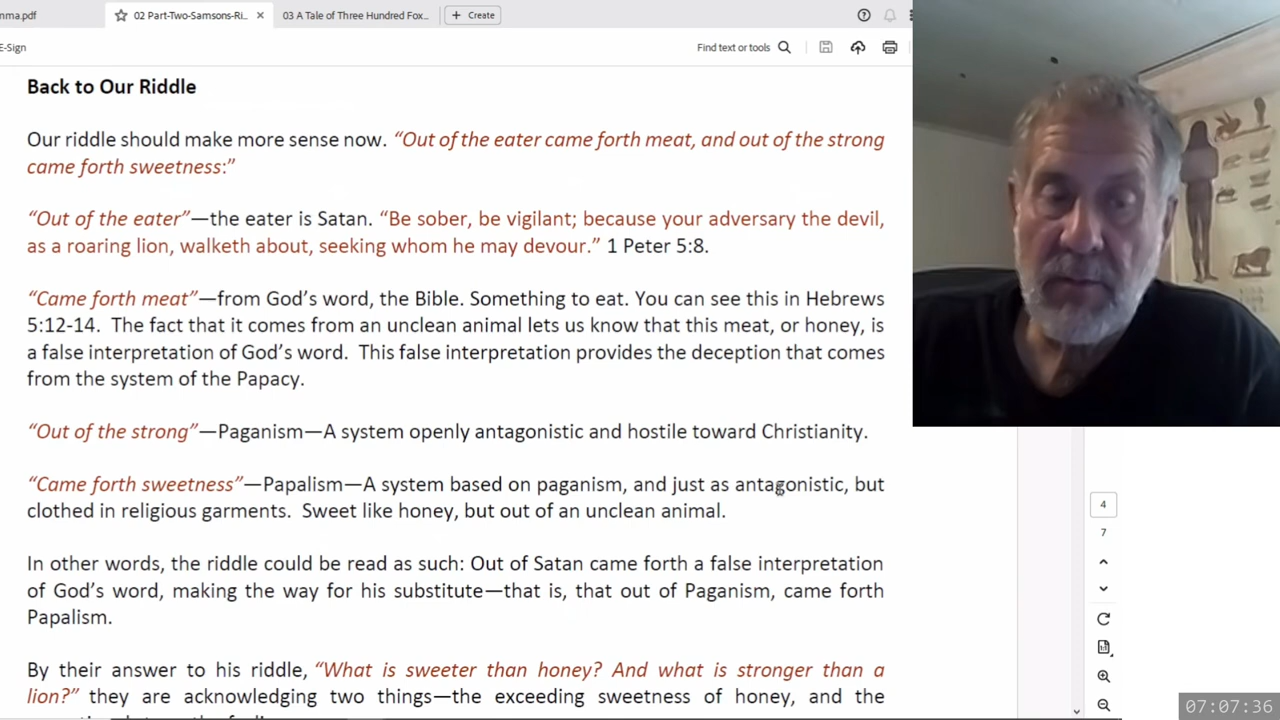 nma.pdf
02 Part-Two-Samsons-Ri...
03 A Tale of Three Hundred Fox...
+ Create
E-Sign
Find text or tools
Back to Our Riddle
Our riddle should make more sense now. “Out of the eater came forth meat, and out of the strong
came forth sweetness:”
“Out of the eater”—the eater is Satan. “Be sober, be vigilant; because your adversary the devil,
as a roaring lion, walketh about, seeking whom he may devour.” 1 Peter 5:8.
“Came forth meat”—from God’s word, the Bible. Something to eat. You can see this in Hebrews
5:12-14. The fact that it comes from an unclean animal lets us know that this meat, or honey, is
a false interpretation of God’s word. This false interpretation provides the deception that comes
from the system of the Papacy.
“Out of the strong”—Paganism—A system openly antagonistic and hostile toward Christianity.
“Came forth sweetness”—Papalism—A system based on paganism, and just as antagonistic, but
clothed in religious garments. Sweet like honey, but out of an unclean animal.
In other words, the riddle could be read as such: Out of Satan came forth a false interpretation
of God’s word, making the way for his substitute—that is, that out of Paganism, came forth
Papalism.
By their answer to his riddle, “What is sweeter than honey? And what is stronger than a
lion?” they are acknowledging two things—the exceeding sweetness of honey, and the
4
7
07:07:36